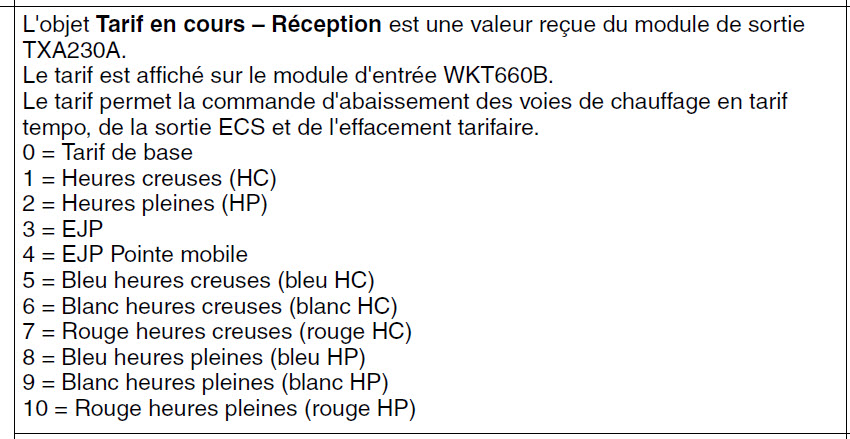 L'objet Tarif en cours – Réception est une valeur reçue du module de sortie
TXA230A.
Le tarif est affiché sur le module d'entrée WKT660B.
Le tarif permet la commande d'abaissement des voies de chauffage en tarif
tempo, de la sortie ECS et de l'effacement tarifaire.
0 = Tarif de base
1 = Heures creuses (HC)
2 = Heures pleines (HP)
3 = EJP
4 = EJP Pointe mobile
5 = Bleu heures creuses (bleu HC)
6 = Blanc heures creuses (blanc HC)
7 = Rouge heures creuses (rouge HC)
8 = Bleu heures pleines (bleu HP)
9 = Blanc heures pleines (blanc HP)
10 = Rouge heures pleines (rouge HP)